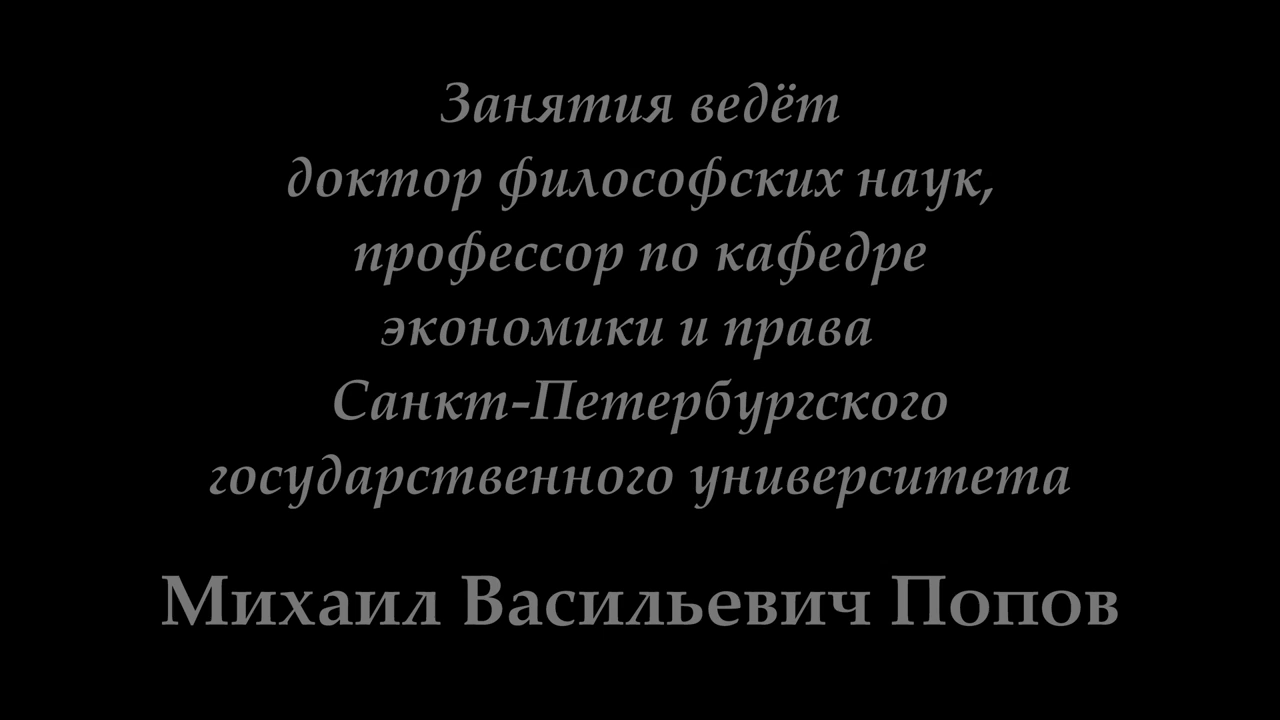 Занятия ведёт
доктор философских наук,
профессор по кафедре
экономики и права
Санкт-Петербургского
государственного университета
Михаил Васильевич Попов